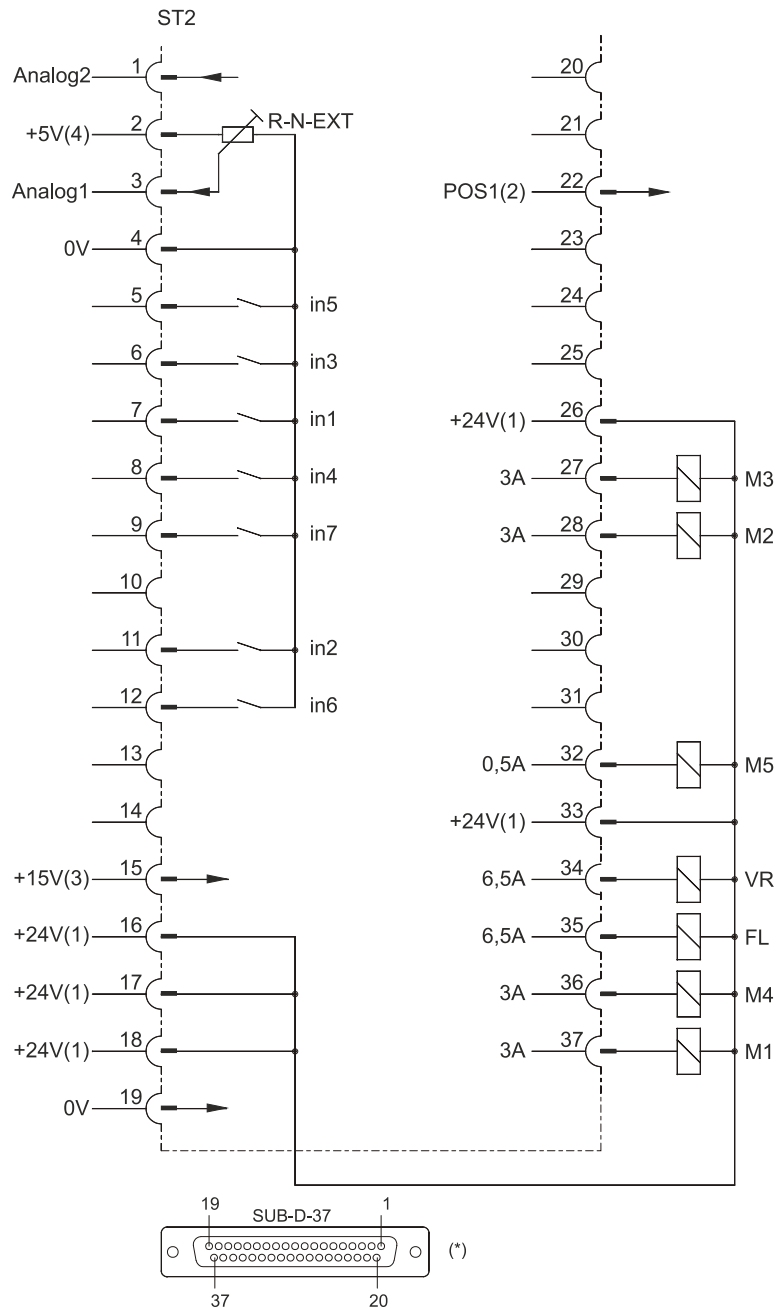 ST2
Analog2 1
+5V(4) 2 R-N-EXT
Analog1 3
0V 4
5 in5
6 in3
7 in1
8 in4
9 in7
10
11 in2
12 in6
13
14
+15V(3) 15
+24V(1) 16
+24V(1) 17
+24V(1) 18
0V 19
20
21
POS1(2) 22
23
24
25
+24V(1) 26
3A 27 M3
3A 28 M2
29
30
31
0,5A 32 M5
+24V(1) 33
6,5A 34 VR
6,5A 35 FL
3A 36 M4
3A 37 M1
19 SUB-D-37 1
(*)
37 20